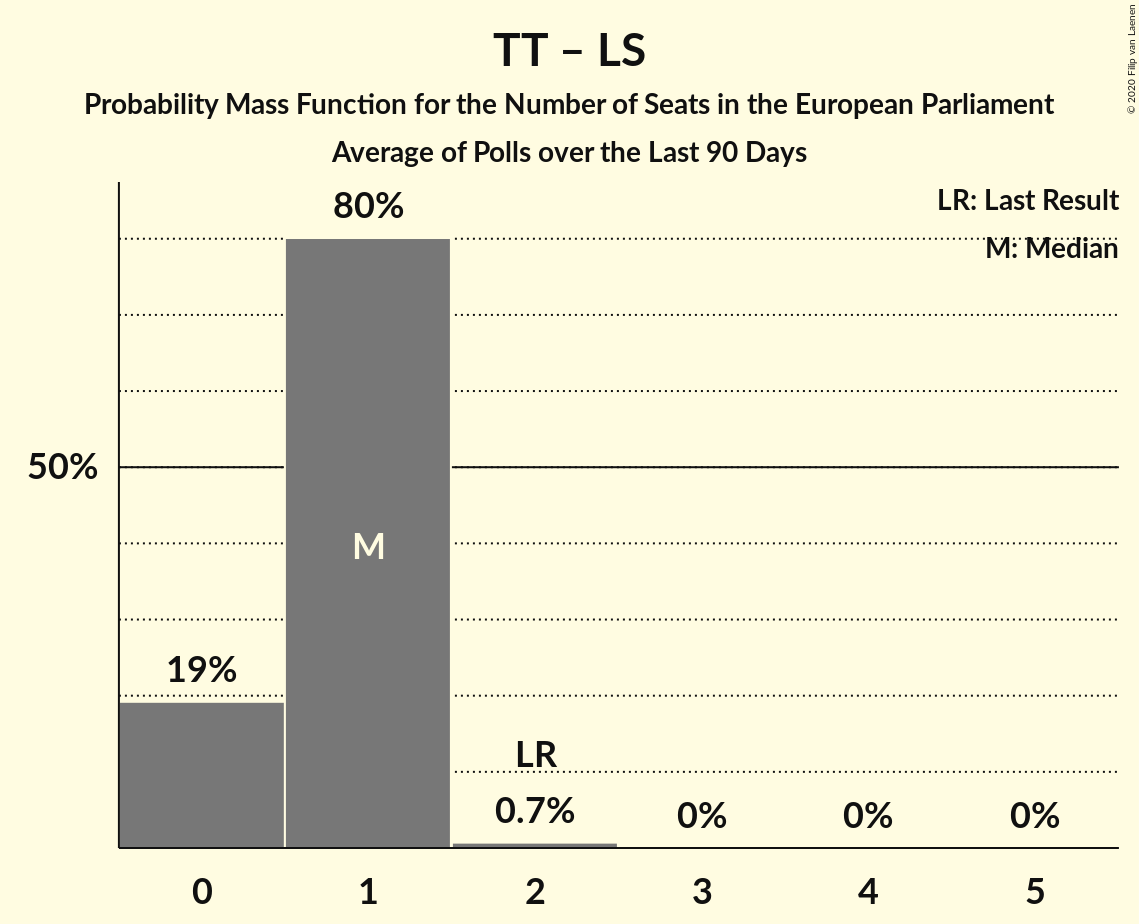 TT – LS
Probability Mass Function for the Number of Seats in the European Parliament
Average of Polls over the Last 90 Days
© 2020 Filip van Laenen
LR: Last Result
M: Median
80%
50%
M
19%
LR
0.7%
0%
0%
0%
0
1
2
3
4
5